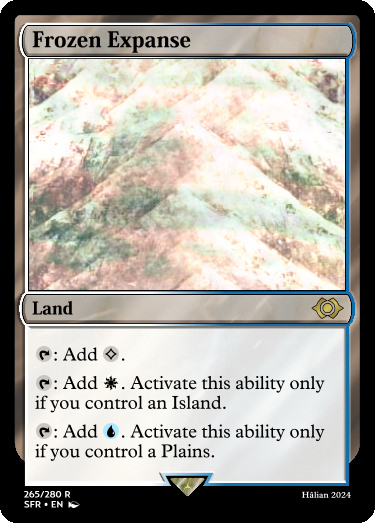 Frozen Expanse
Land
: Add .
: Add . Activate this ability only
if you control an Island.
: Add . Activate this ability only
if you control a Plains.
265/280 R
SFR • EN
Hâlian 2024